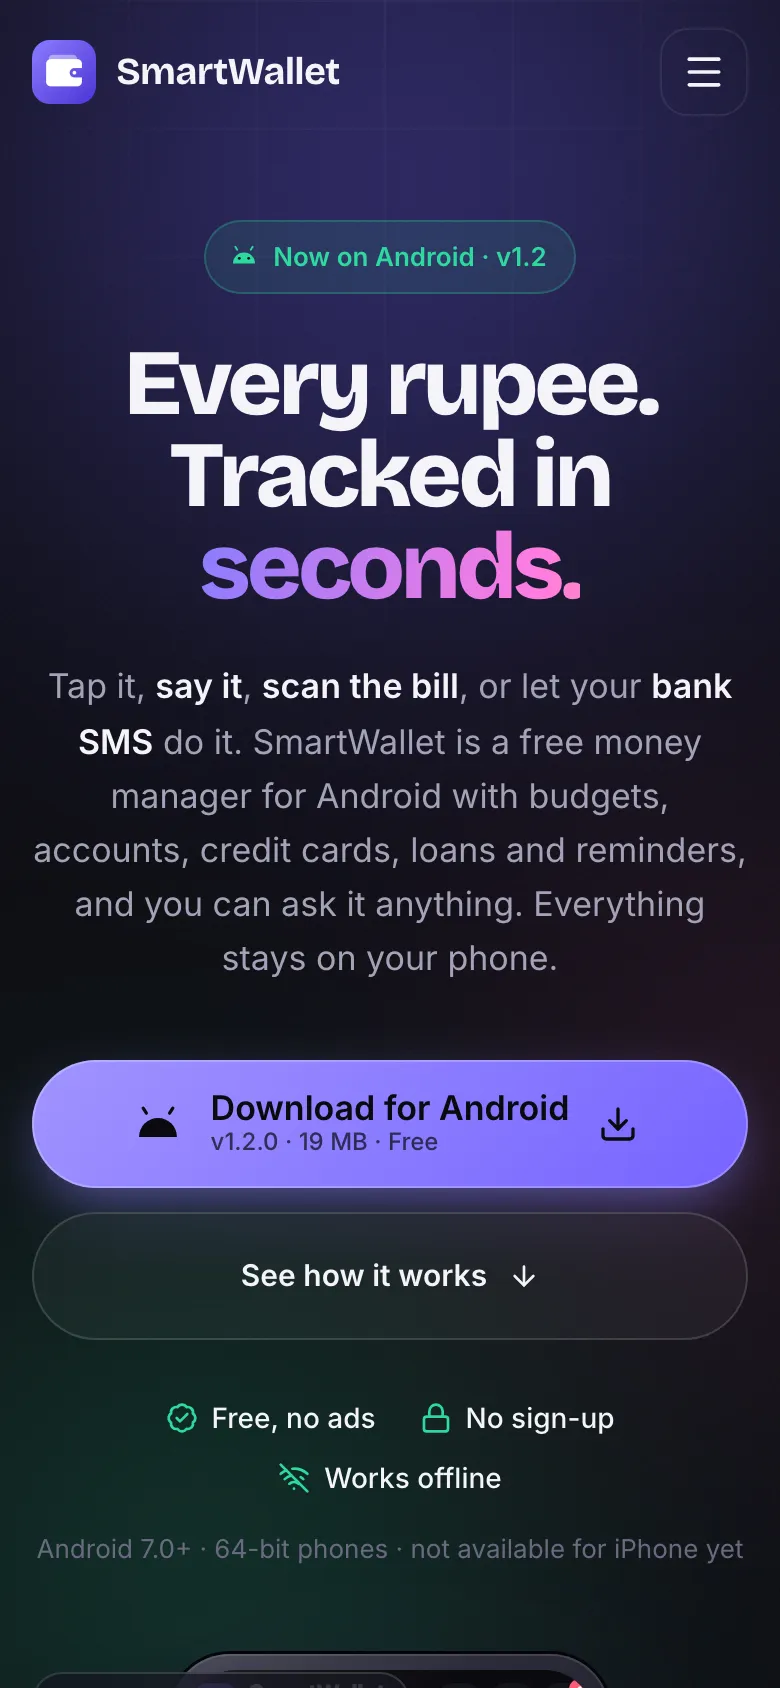 SmartWallet
Now on Android · v1.2
Every rupee.
Tracked in
seconds.
Tap it, say it, scan the bill, or let your bank
SMS do it. SmartWallet is a free money
manager for Android with budgets,
accounts, credit cards, loans and reminders,
and you can ask it anything. Everything
stays on your phone.
Download for Android
v1.2.0 · 19 MB · Free
See how it works
Free, no ads
No sign-up
Works offline
Android 7.0+ · 64-bit phones · not available for iPhone yet